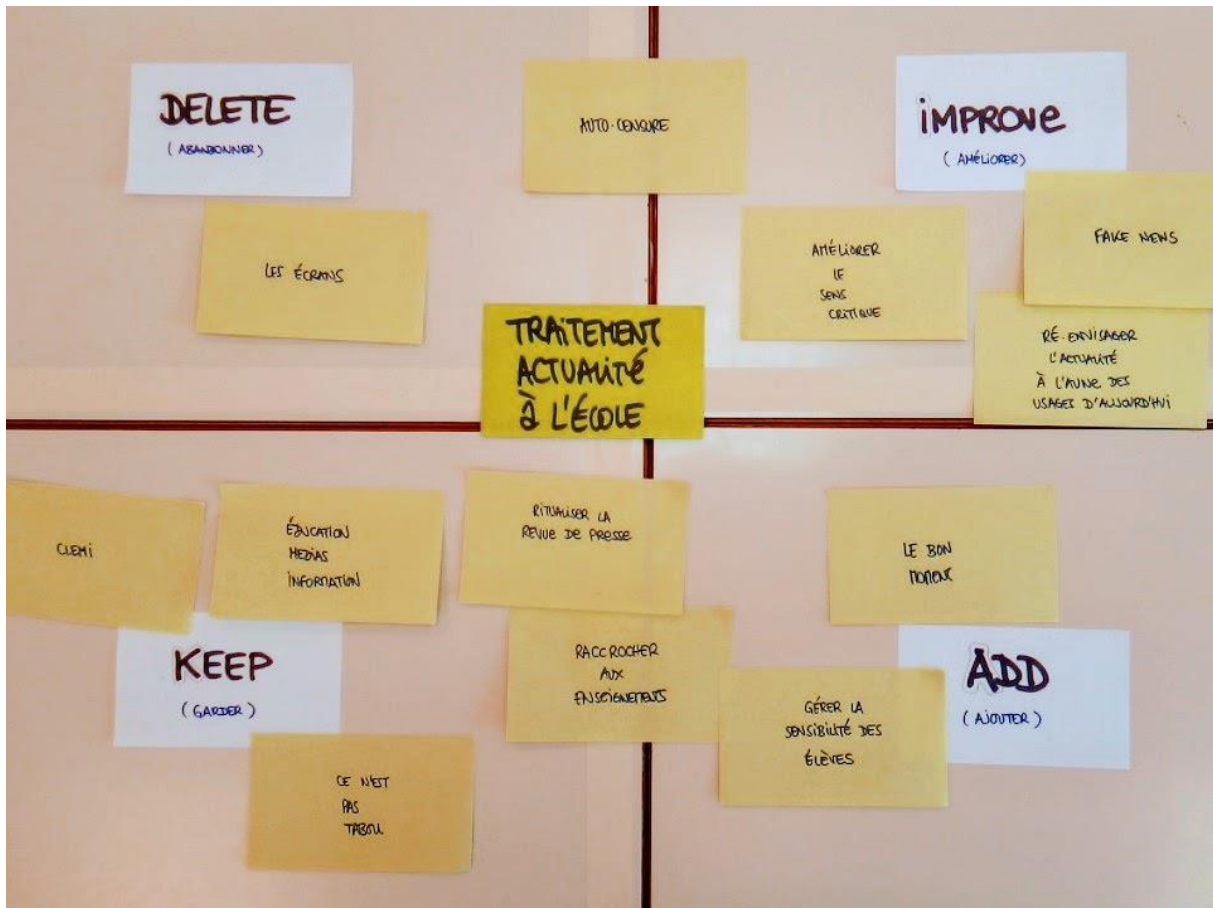 DELETE
(ABANDONNER)
LES ÉCRANS
AUTO-CENSURE
iMPROVe
(AMÉLIORER)
AMÉLIORER
LE
SENS
CRITIQUE
FAKE NEWS
RÉ-ENVISAGER
L'ACTUALITÉ
À L'AUNE DES
USAGES D'AUJOURD'HUI
TRAiTEMENT
ACTUALiTÉ
à L'ÉCOLE
CLEMI
ÉDUCATION
MEDIAS
INFORMATION
KEEP
(GARDER)
CE N'EST
PAS
TABOU
RITUALISER LA
REVUE DE PRESSE
RACCROCHER
AUX
ENSEIGNEMENTS
LE BON
MOMENT
GÉRER LA
SENSIBILITÉ DES
ÉLÈVES
ADD
(AJOUTER)